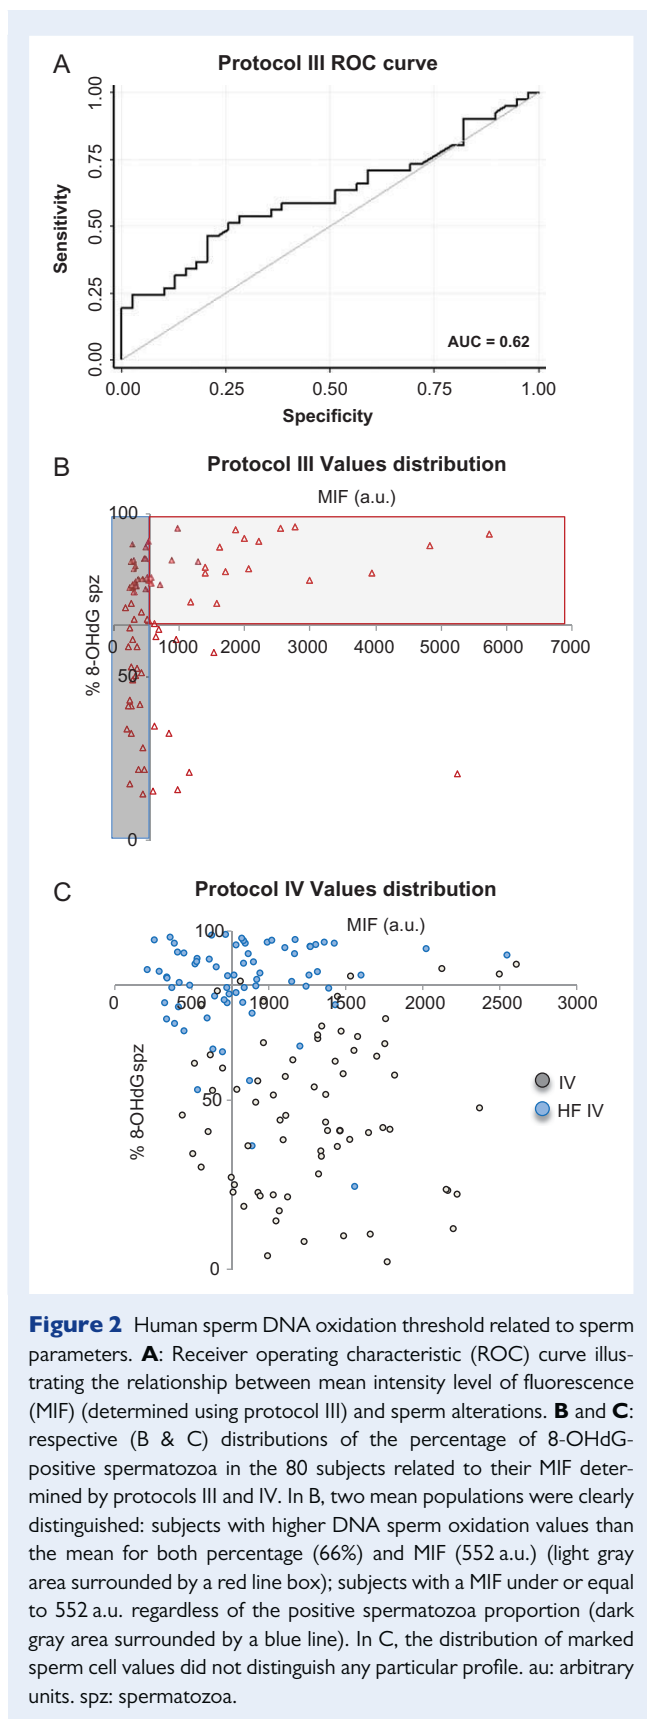 A
Protocol III ROC curve
1.00
0.75
0.50
0.25
0.00
Sensitivity
AUC = 0.62
0.00 0.25 0.50 0.75 1.00
Specificity
B
Protocol III Values distribution
MIF (a.u.)
100
0 1000 2000 3000 4000 5000 6000 7000
50
0
% 8-OHdG spz
C
Protocol IV Values distribution
MIF (a.u.)
100
0 500 1000 1500 2000 2500 3000
50
0
% 8-OHdG spz
IV
HF IV
Figure 2 Human sperm DNA oxidation threshold related to sperm
parameters. A: Receiver operating characteristic (ROC) curve illus-
trating the relationship between mean intensity level of fluorescence
(MIF) (determined using protocol III) and sperm alterations. B and C:
respective (B & C) distributions of the percentage of 8-OHdG-
positive spermatozoa in the 80 subjects related to their MIF deter-
mined by protocols III and IV. In B, two mean populations were clearly
distinguished: subjects with higher DNA sperm oxidation values than
the mean for both percentage (66%) and MIF (552 a.u.) (light gray
area surrounded by a red line box); subjects with a MIF under or equal
to 552 a.u. regardless of the positive spermatozoa proportion (dark
gray area surrounded by a blue line). In C, the distribution of marked
sperm cell values did not distinguish any particular profile. au: arbitrary
units. spz: spermatozoa.